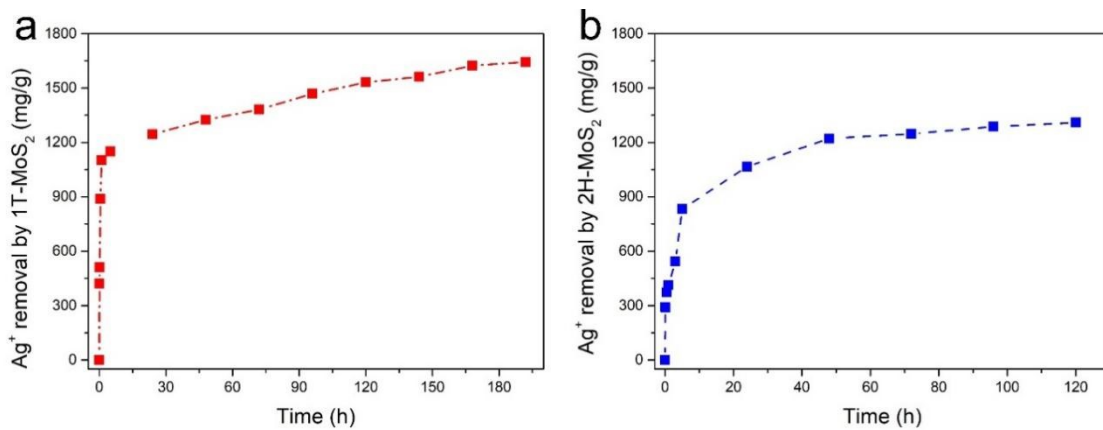 a
Ag⁺ removal by 1T-MoS₂ (mg/g)
1800
1500
1200
900
600
300
0
0 30 60 90 120 150 180
Time (h)
b
Ag⁺ removal by 2H-MoS₂ (mg/g)
1800
1500
1200
900
600
300
0
0 20 40 60 80 100 120
Time (h)